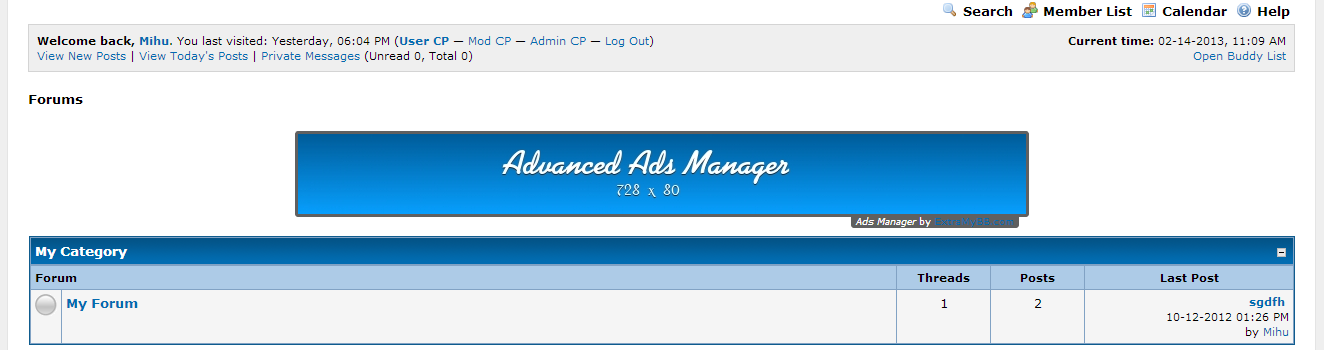 Search Member List Calendar Help
Welcome back, Mihu. You last visited: Yesterday, 06:04 PM (User CP — Mod CP — Admin CP — Log Out)
Current time: 02-14-2013, 11:09 AM
View New Posts | View Today's Posts | Private Messages (Unread 0, Total 0)
Open Buddy List
Forums
Advanced Ads Manager
728 x 80
Ads Manager by ExtraMyBB.com
My Category
Forum Threads Posts Last Post
My Forum 1 2 sgdfh
10-12-2012 01:26 PM
by Mihu